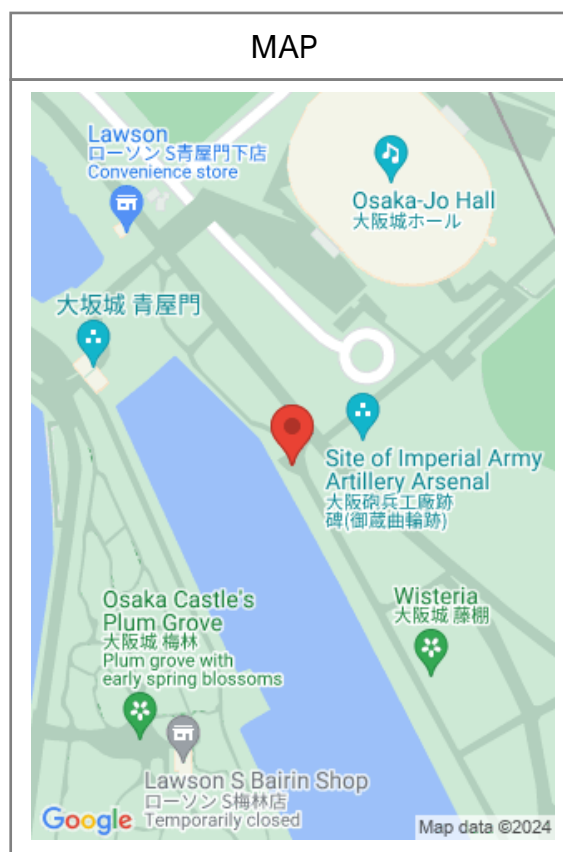 MAP
Lawson
ローソン S青屋門下店
Convenience store
Osaka-Jo Hall
大阪城ホール
大坂城 青屋門
Site of Imperial Army
Artillery Arsenal
大阪砲兵工廠跡
碑(御蔵曲輪跡)
Osaka Castle's
Plum Grove
大阪城 梅林
Plum grove with
early spring blossoms
Wisteria
大阪城 藤棚
Lawson S Bairin Shop
ローソン S梅林店
Temporarily closed
Google
Map data ©2024